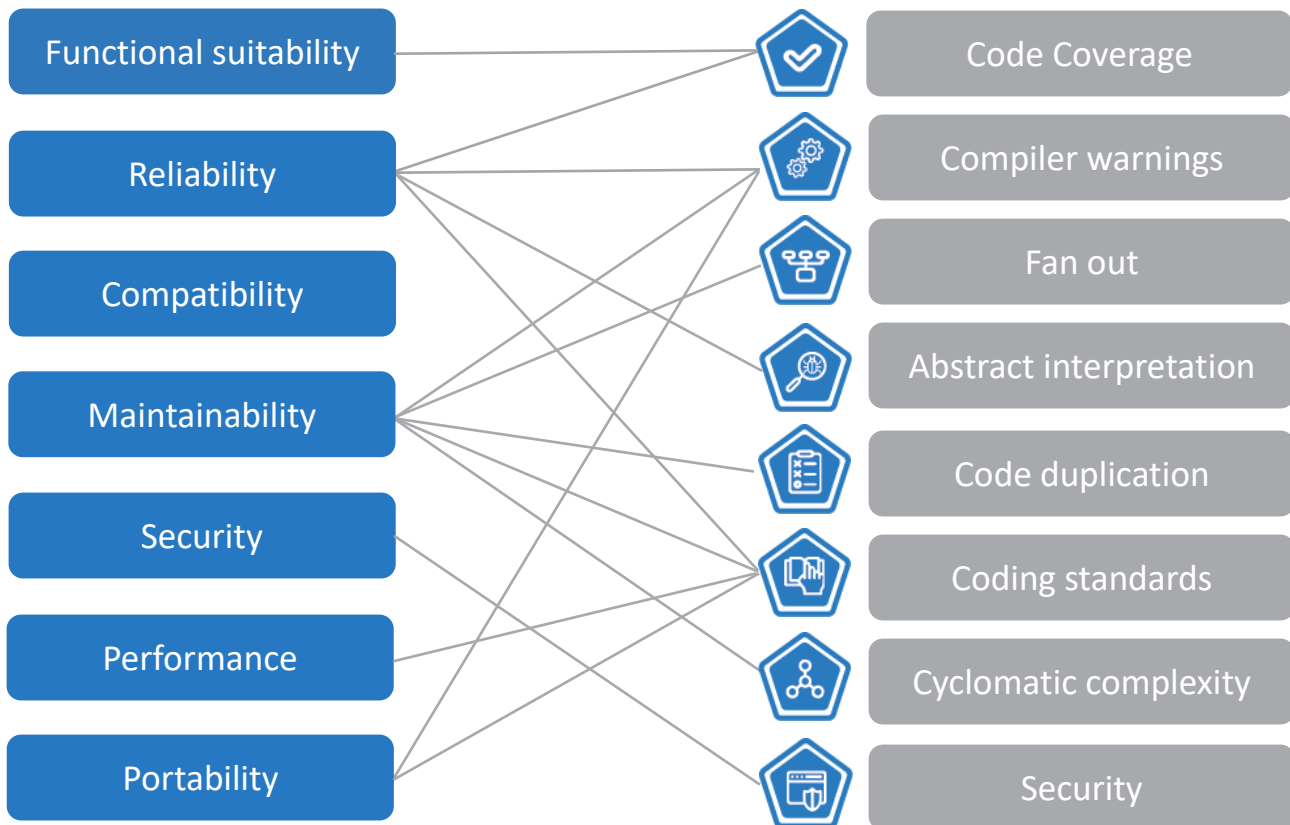 Functional suitability
Code Coverage
Reliability
Compiler warnings
Compatibility
Fan out
Maintainability
Abstract interpretation
Security
Code duplication
Performance
Coding standards
Portability
Cyclomatic complexity
Security